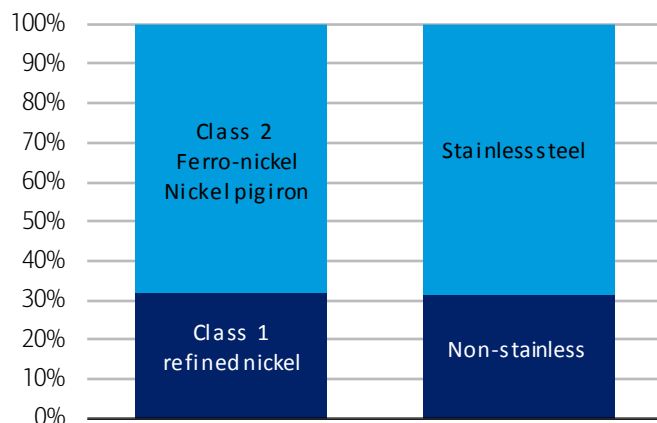 100%
90%
80%
70%
60%
50%
40%
30%
20%
10%
0%
Class 2
Ferro-nickel
Nickel pig iron
Class 1
refined nickel
Stainless steel
Non-stainless